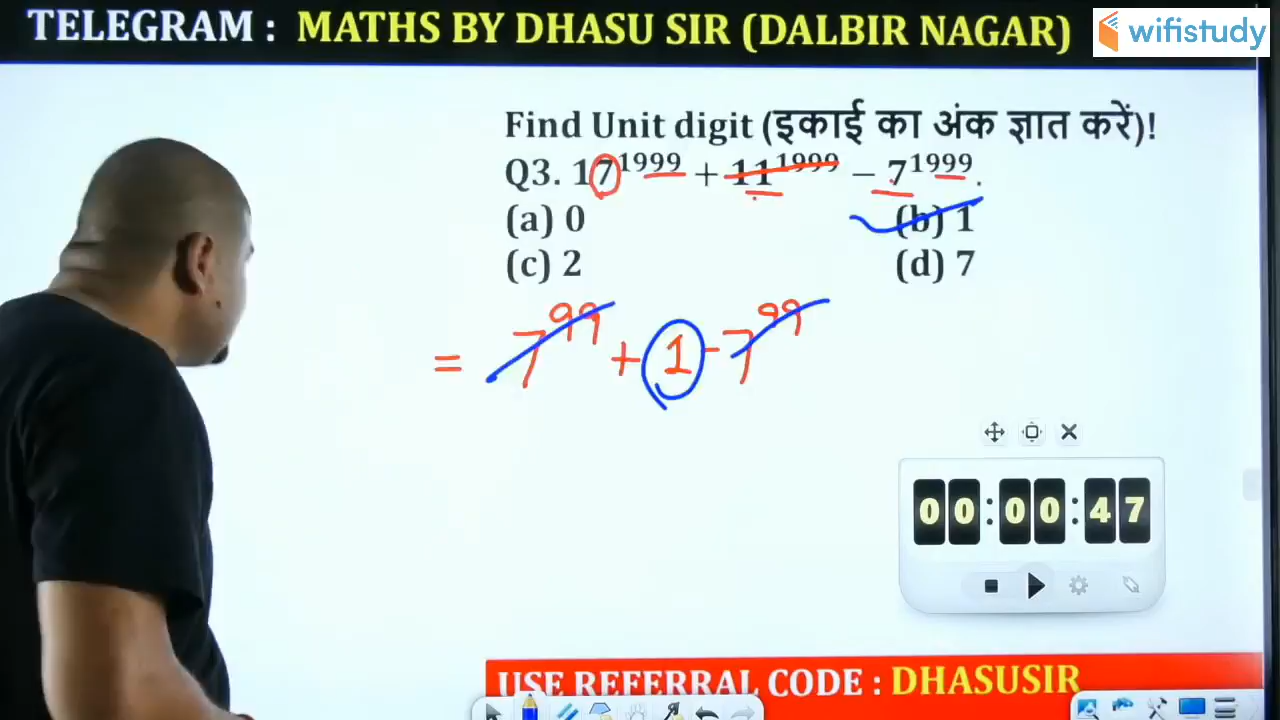 TELEGRAM : MATHS BY DHASU SIR (DALBIR NAGAR)
wifistudy
Find Unit digit (इकाई का अंक ज्ञात करें)!
Q3. 17¹⁹⁹⁹ + 11¹⁹⁹⁹ − 7¹⁹⁹⁹.
(a) 0 (b) 1
(c) 2 (d) 7
= 7⁹⁹ + 1 - 7⁹⁹
00:00:47
USE REFERRAL CODE : DHASUSIR